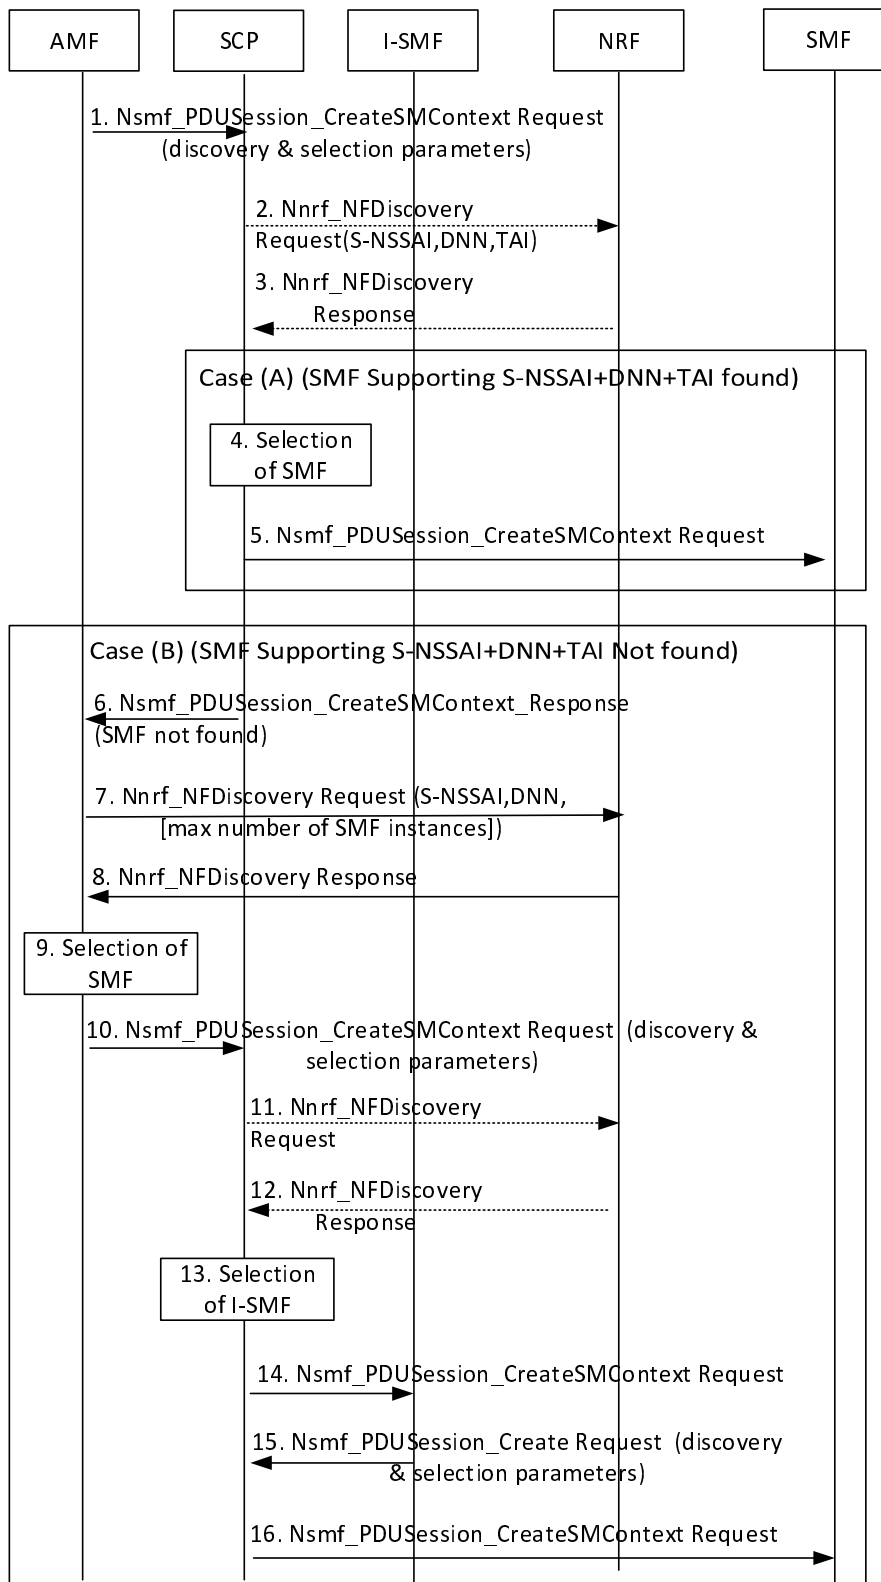 AMF
SCP
I-SMF
NRF
SMF
1. Nsmf_PDUSession_CreateSMContext Request
(discovery & selection parameters)
2. Nnrf_NFDiscovery
Request(S-NSSAI,DNN,TAI)
3. Nnrf_NFDiscovery
Response
Case (A) (SMF Supporting S-NSSAI+DNN+TAI found)
4. Selection
of SMF
5. Nsmf_PDUSession_CreateSMContext Request
Case (B) (SMF Supporting S-NSSAI+DNN+TAI Not found)
6. Nsmf_PDUSession_CreateSMContext_Response
(SMF not found)
7. Nnrf_NFDiscovery Request (S-NSSAI,DNN,
[max number of SMF instances])
8. Nnrf_NFDiscovery Response
9. Selection of
SMF
10. Nsmf_PDUSession_CreateSMContext Request (discovery &
selection parameters)
11. Nnrf_NFDiscovery
Request
12. Nnrf_NFDiscovery
Response
13. Selection
of I-SMF
14. Nsmf_PDUSession_CreateSMContext Request
15. Nsmf_PDUSession_Create Request (discovery
& selection parameters)
16. Nsmf_PDUSession_CreateSMContext Request